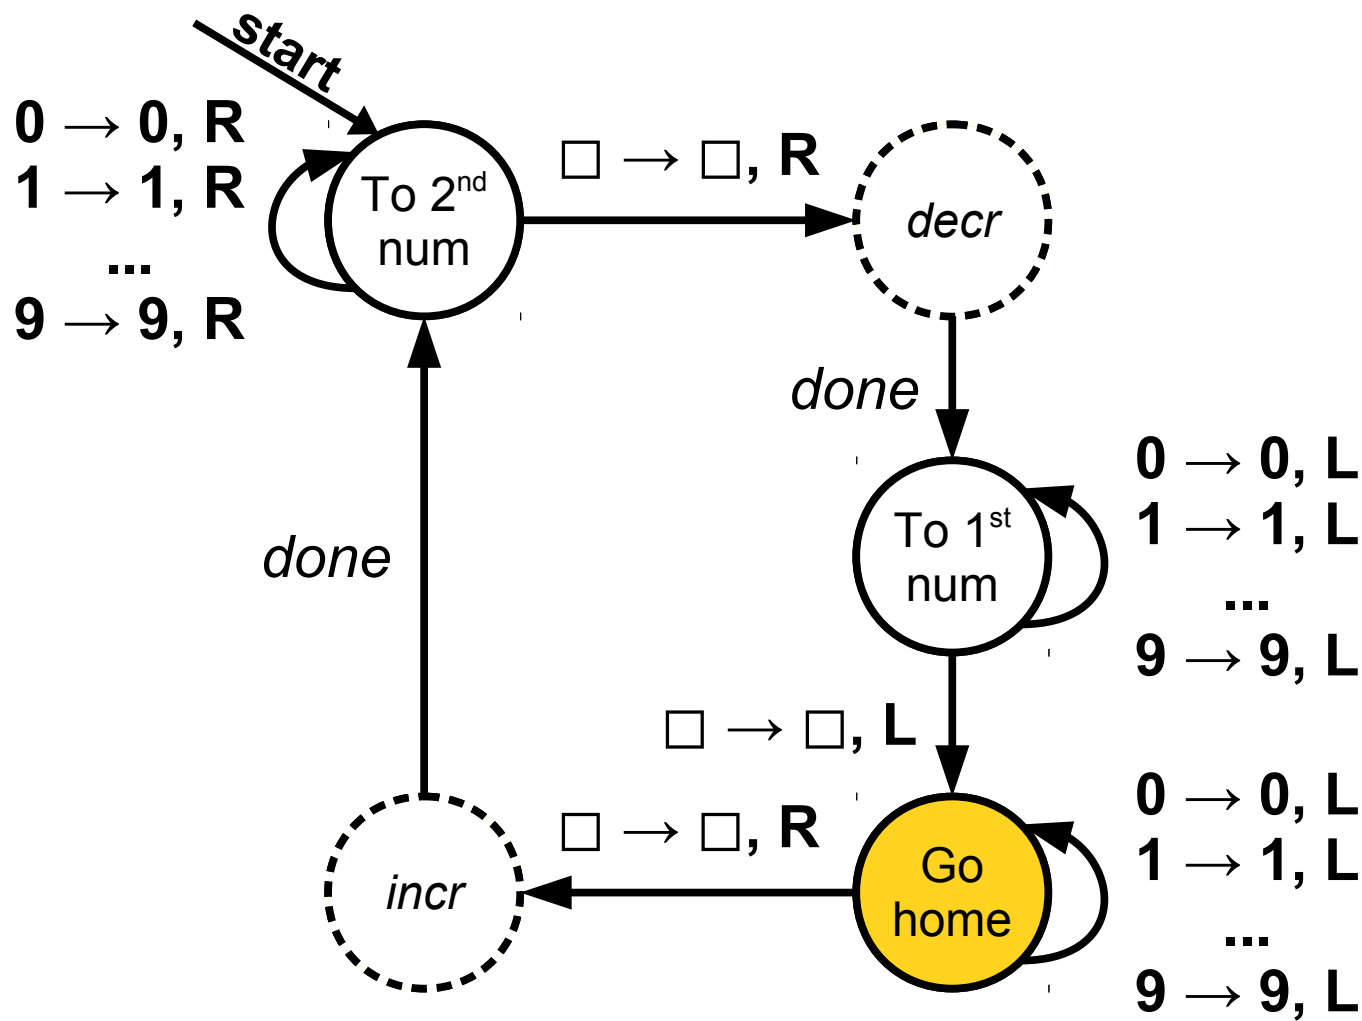 start
0 → 0, R
1 → 1, R
...
9 → 9, R
To 2nd
num
□ → □, R
decr
done
To 1st
num
0 → 0, L
1 → 1, L
...
9 → 9, L
done
□ → □, L
□ → □, R
incr
Go
home
0 → 0, L
1 → 1, L
...
9 → 9, L